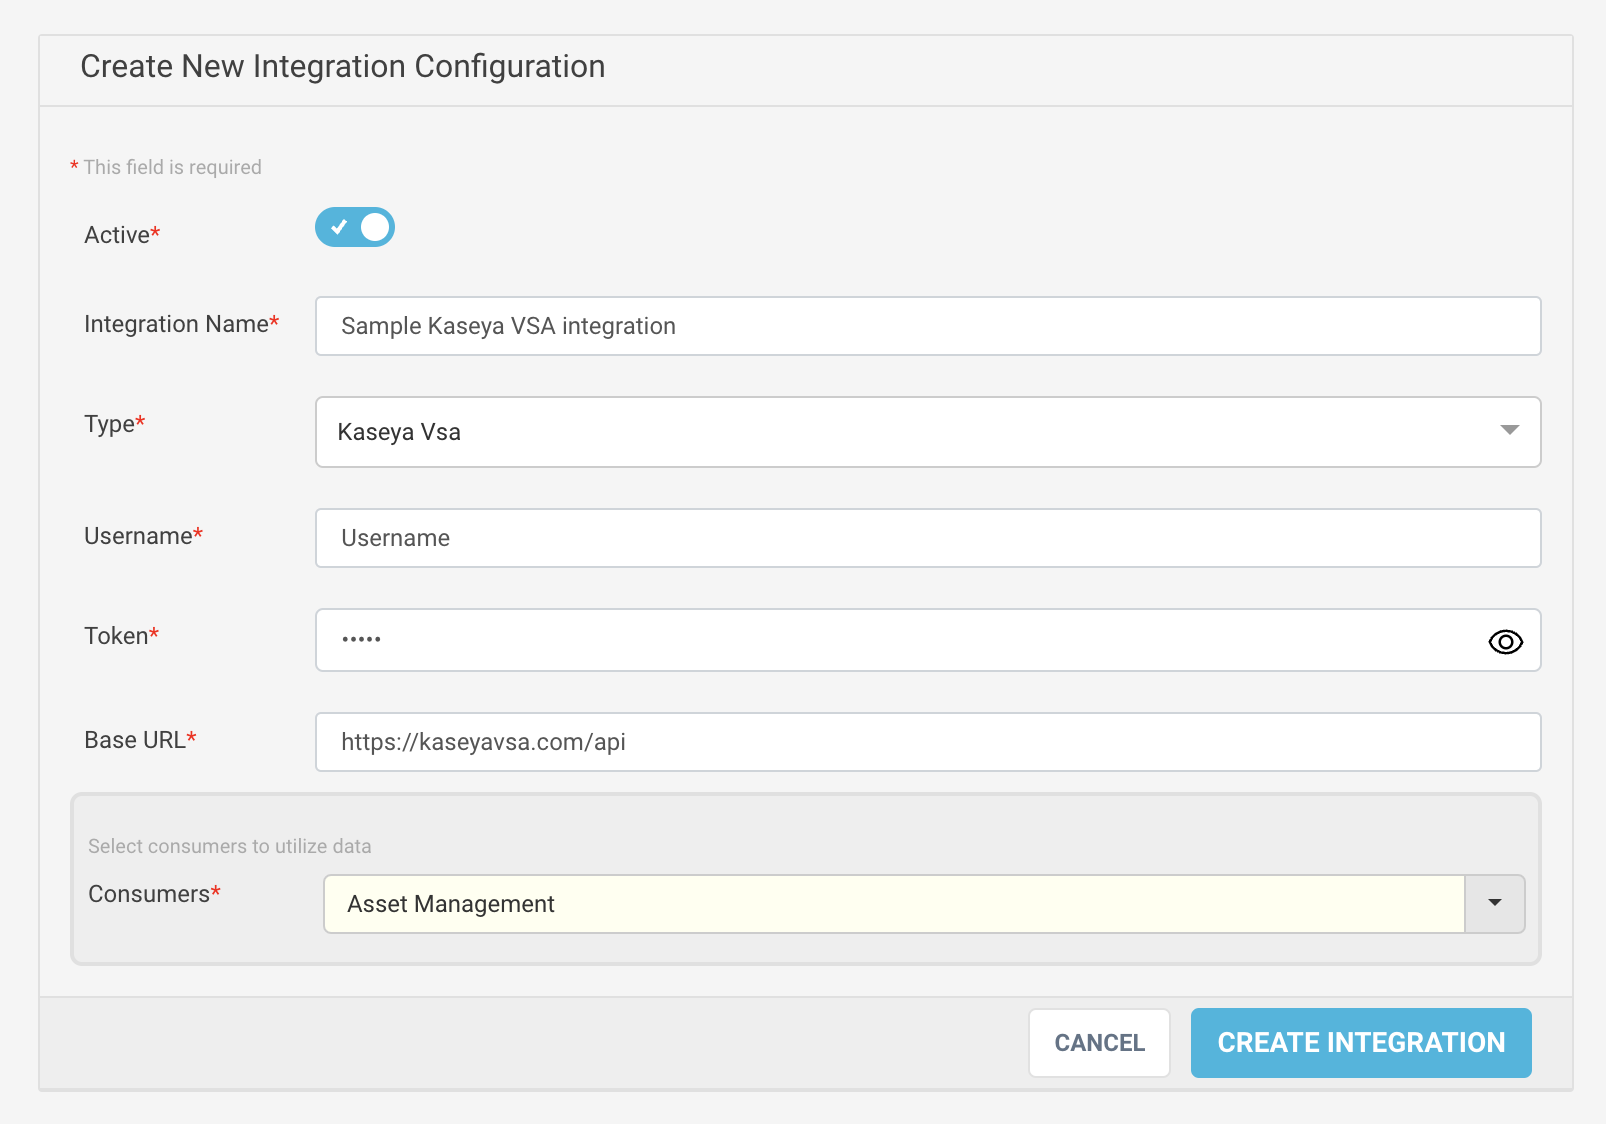 Create New Integration Configuration
* This field is required
Active*
Integration Name* Sample Kaseya VSA integration
Type* Kaseya Vsa
Username* Username
Token* •••••
Base URL* https://kaseyavsa.com/api
Select consumers to utilize data
Consumers* Asset Management
CANCEL CREATE INTEGRATION